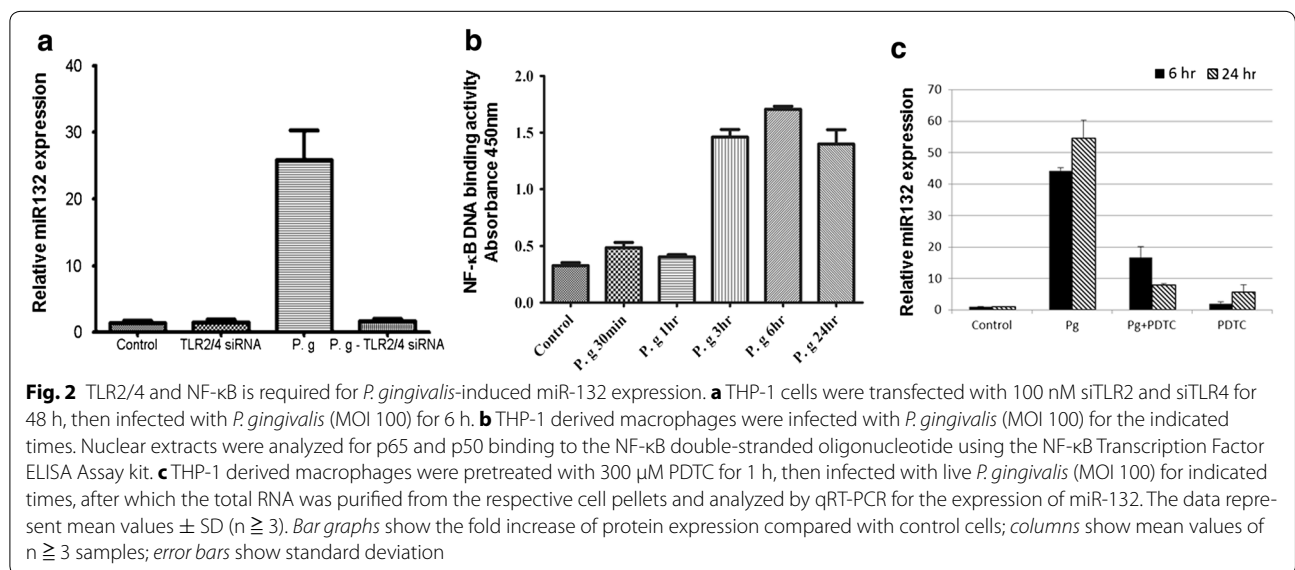 a
40
30
20
10
0
Relative miR132 expression
Control
TLR2/4 siRNA
P. g
P. g - TLR2/4 siRNA
b
2.0
1.5
1.0
0.5
0.0
NF-κB DNA binding activity
Absorbance 450nm
Control
P. g 30min
P. g 1hr
P. g 3hr
P. g 6hr
P. g 24hr
c
6 hr
24 hr
70
60
50
40
30
20
10
0
Relative miR132 expression
Control
Pg
Pg+PDTC
PDTC
Fig. 2 TLR2/4 and NF-κB is required for P. gingivalis-induced miR-132 expression. a THP-1 cells were transfected with 100 nM siTLR2 and siTLR4 for
48 h, then infected with P. gingivalis (MOI 100) for 6 h. b THP-1 derived macrophages were infected with P. gingivalis (MOI 100) for the indicated
times. Nuclear extracts were analyzed for p65 and p50 binding to the NF-κB double-stranded oligonucleotide using the NF-κB Transcription Factor
ELISA Assay kit. c THP-1 derived macrophages were pretreated with 300 μM PDTC for 1 h, then infected with live P. gingivalis (MOI 100) for indicated
times, after which the total RNA was purified from the respective cell pellets and analyzed by qRT-PCR for the expression of miR-132. The data repre-
sent mean values ± SD (n ≧ 3). Bar graphs show the fold increase of protein expression compared with control cells; columns show mean values of
n ≧ 3 samples; error bars show standard deviation